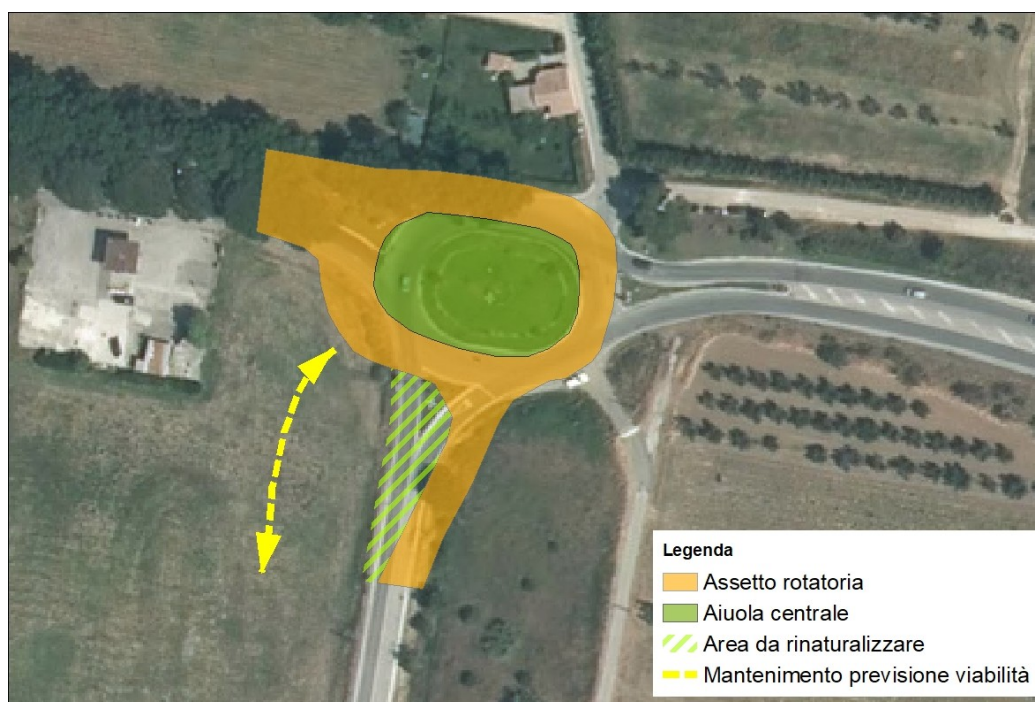 Legenda
Assetto rotatoria
Aiuola centrale
Area da rinaturalizzare
Mantenimento previsione viabilità